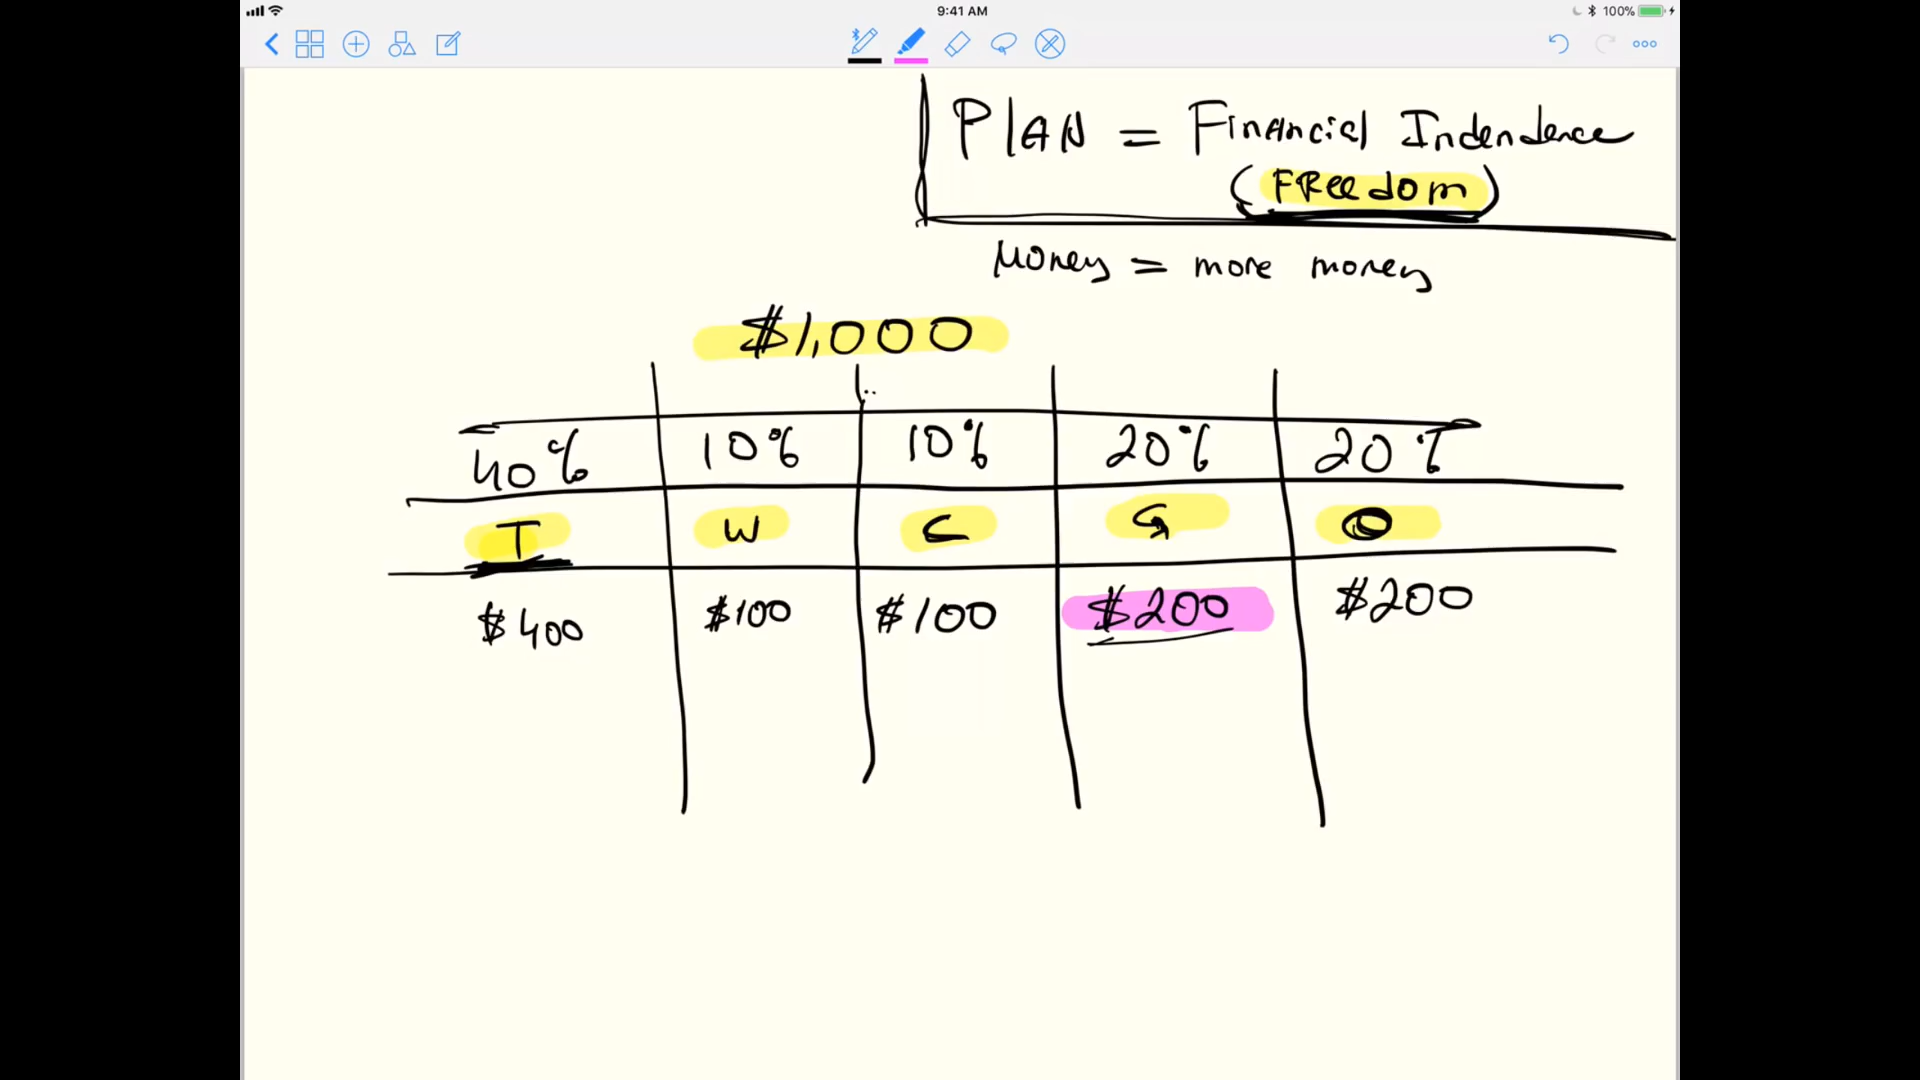 9:41 AM
100%
PlAN = Financial Indendence
(FReedom)
Money = more money
$1,000
40% 10% 10% 20% 20%
T W C G O
$400 $100 $100 $200 $200